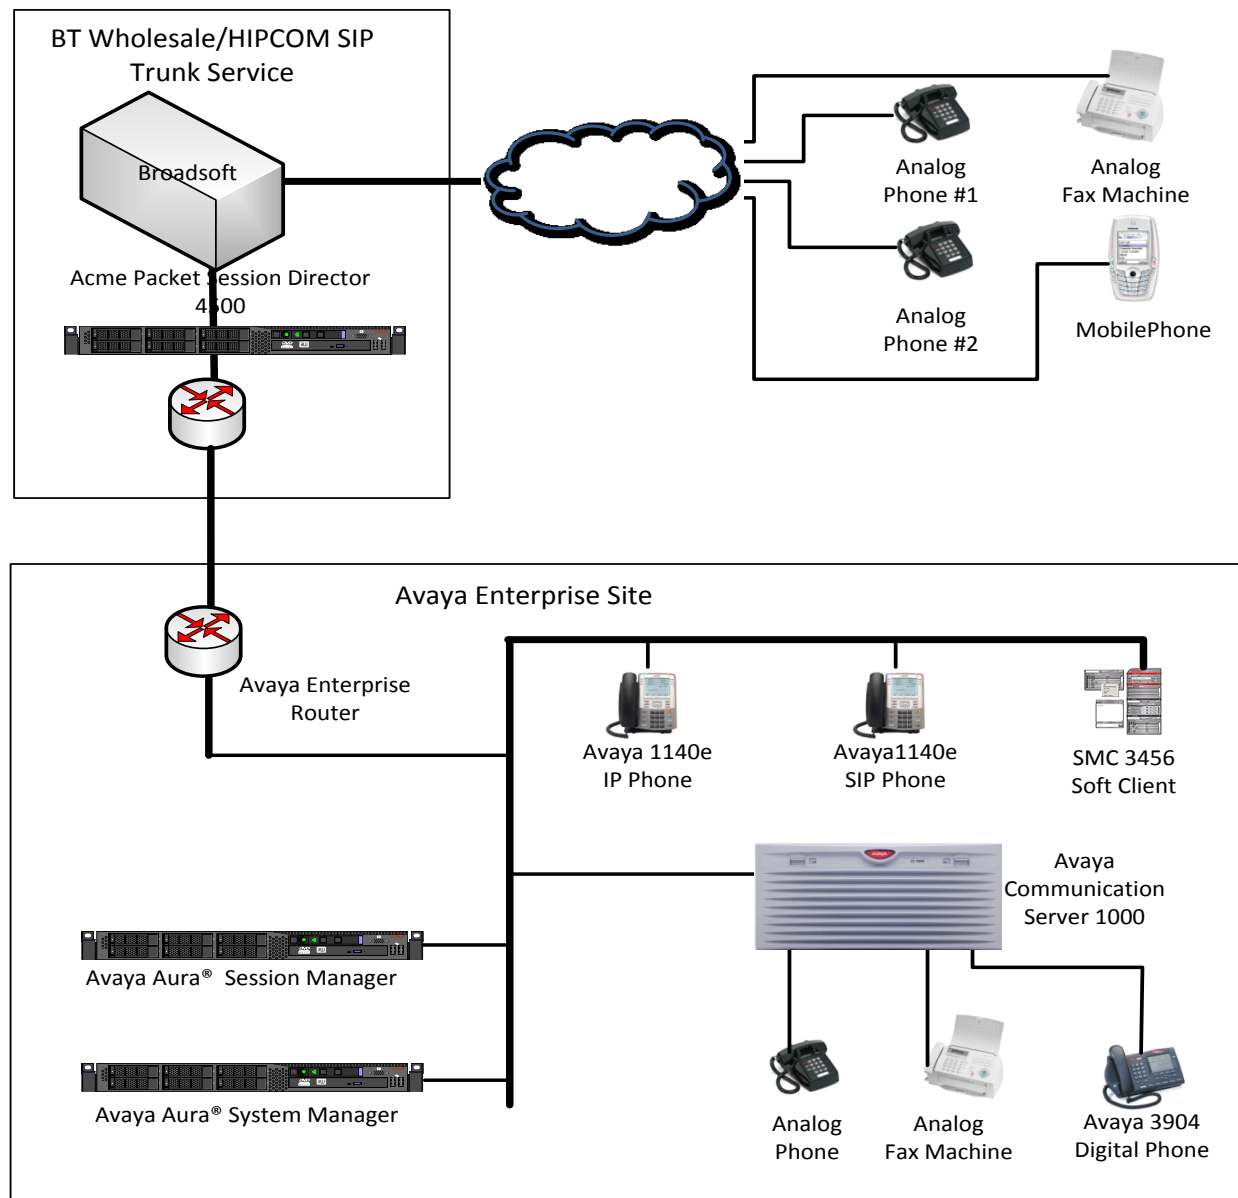 BT Wholesale/HIPCOM SIP
Trunk Service
Broadsoft
Acme Packet Session Director
4500
Analog
Phone #1
Analog
Fax Machine
Analog
Phone #2
MobilePhone
Avaya Enterprise Site
Avaya Enterprise
Router
Avaya 1140e
IP Phone
Avaya1140e
SIP Phone
SMC 3456
Soft Client
AVAYA
Avaya
Communication
Server 1000
Avaya Aura® Session Manager
Avaya Aura® System Manager
Analog
Phone
Analog
Fax Machine
Avaya 3904
Digital Phone